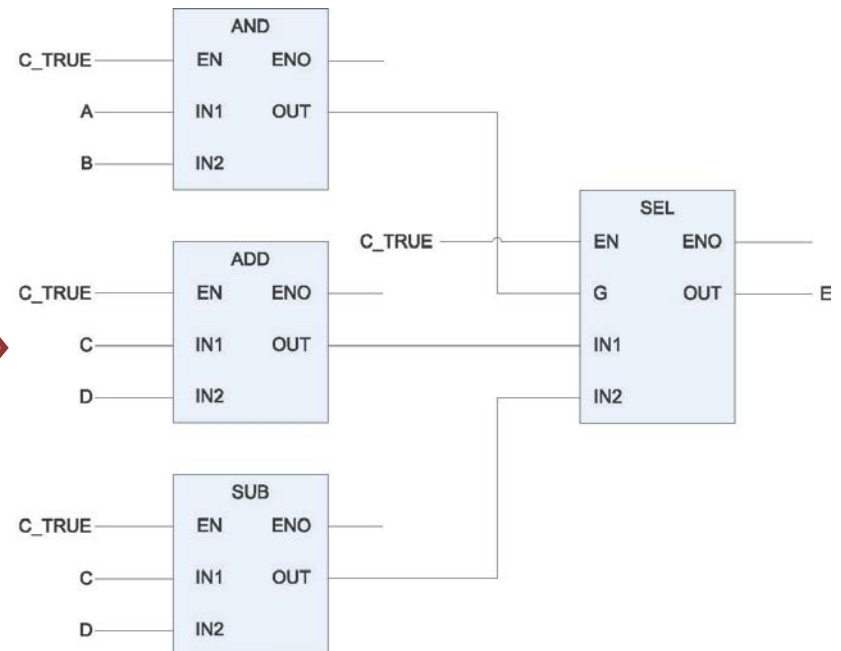 AND
C_TRUE EN ENO
A IN1 OUT
B IN2
SEL
C_TRUE EN ENO
G OUT E
IN1
IN2
ADD
C_TRUE EN ENO
C IN1 OUT
D IN2
SUB
C_TRUE EN ENO
C IN1 OUT
D IN2